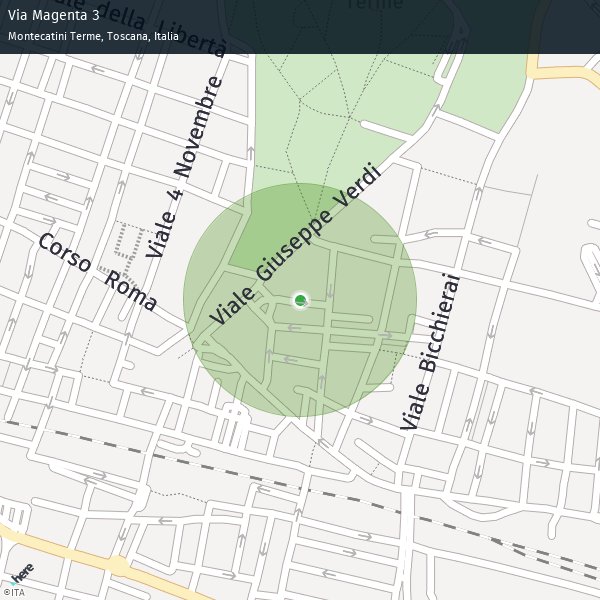 Via Magenta 3
Montecatini Terme, Toscana, Italia
Terme
della Libertà
Viale 4 Novembre
Viale Giuseppe Verdi
Corso Roma
Viale Bicchierai
here
©ITA